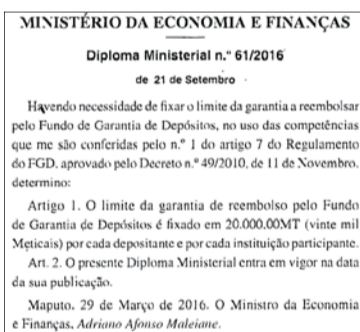 MINISTÉRIO DA ECONOMIA E FINANÇAS
Diploma Ministerial n.º 61/2016
de 21 de Setembro
Havendo necessidade de fixar o limite da garantia a reembolsar
pelo Fundo de Garantia de Depósitos, no uso das competências
que me são conferidas pelo n.º 1 do artigo 7 do Regulamento
do FGD, aprovado pelo Decreto n.º 49/2010, de 11 de Novembro,
determino:
Artigo 1. O limite da garantia de reembolso pelo Fundo
de Garantia de Depósitos é fixado em 20.000,00MT (vinte mil
Meticais) por cada depositante e por cada instituição participante.
Art. 2. O presente Diploma Ministerial entra em vigor na data
da sua publicação.
Maputo, 29 de Março de 2016. O Ministro da Economia
e Finanças, Adriano Afonso Maleiane.